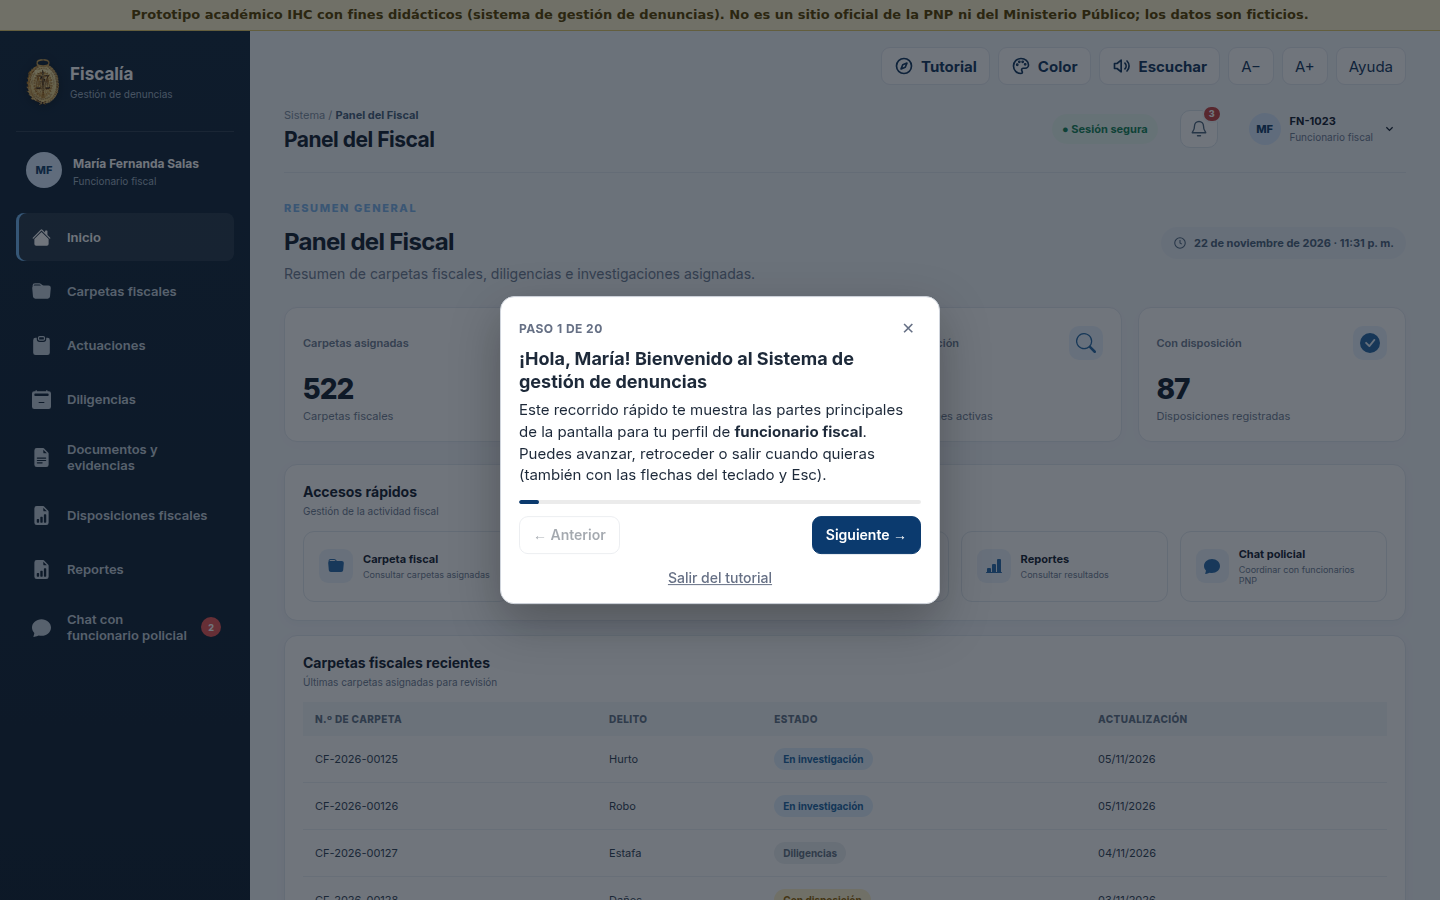 Prototipo académico IHC con fines didácticos (sistema de gestión de denuncias). No es un sitio oficial de la PNP ni del Ministerio Público; los datos son ficticios.
Fiscalía
Gestión de denuncias
MF
María Fernanda Salas
Funcionario fiscal
Inicio
Carpetas fiscales
Actuaciones
Diligencias
Documentos y
evidencias
Disposiciones fiscales
Reportes
Chat con
funcionario policial
2
Tutorial
Color
Escuchar
A−
A+
Ayuda
Sistema / Panel del Fiscal
Panel del Fiscal
● Sesión segura
3
MF
FN-1023
Funcionario fiscal
RESUMEN GENERAL
Panel del Fiscal
22 de noviembre de 2026 · 11:31 p. m.
Resumen de carpetas fiscales, diligencias e investigaciones asignadas.
Carpetas asignadas
522
Carpetas fiscales
Con disposición
87
Disposiciones registradas
PASO 1 DE 20
×
¡Hola, María! Bienvenido al Sistema de
gestión de denuncias
Este recorrido rápido te muestra las partes principales
de la pantalla para tu perfil de funcionario fiscal.
Puedes avanzar, retroceder o salir cuando quieras
(también con las flechas del teclado y Esc).
← Anterior
Siguiente →
Salir del tutorial
Accesos rápidos
Gestión de la actividad fiscal
Carpeta fiscal
Consultar carpetas asignadas
Reportes
Consultar resultados
Chat policial
Coordinar con funcionarios
PNP
Carpetas fiscales recientes
Últimas carpetas asignadas para revisión
N.º DE CARPETA DELITO ESTADO ACTUALIZACIÓN
CF-2026-00125 Hurto En investigación 05/11/2026
CF-2026-00126 Robo En investigación 05/11/2026
CF-2026-00127 Estafa Diligencias 04/11/2026
CF-2026-00128 Daños Con disposición 03/11/2026